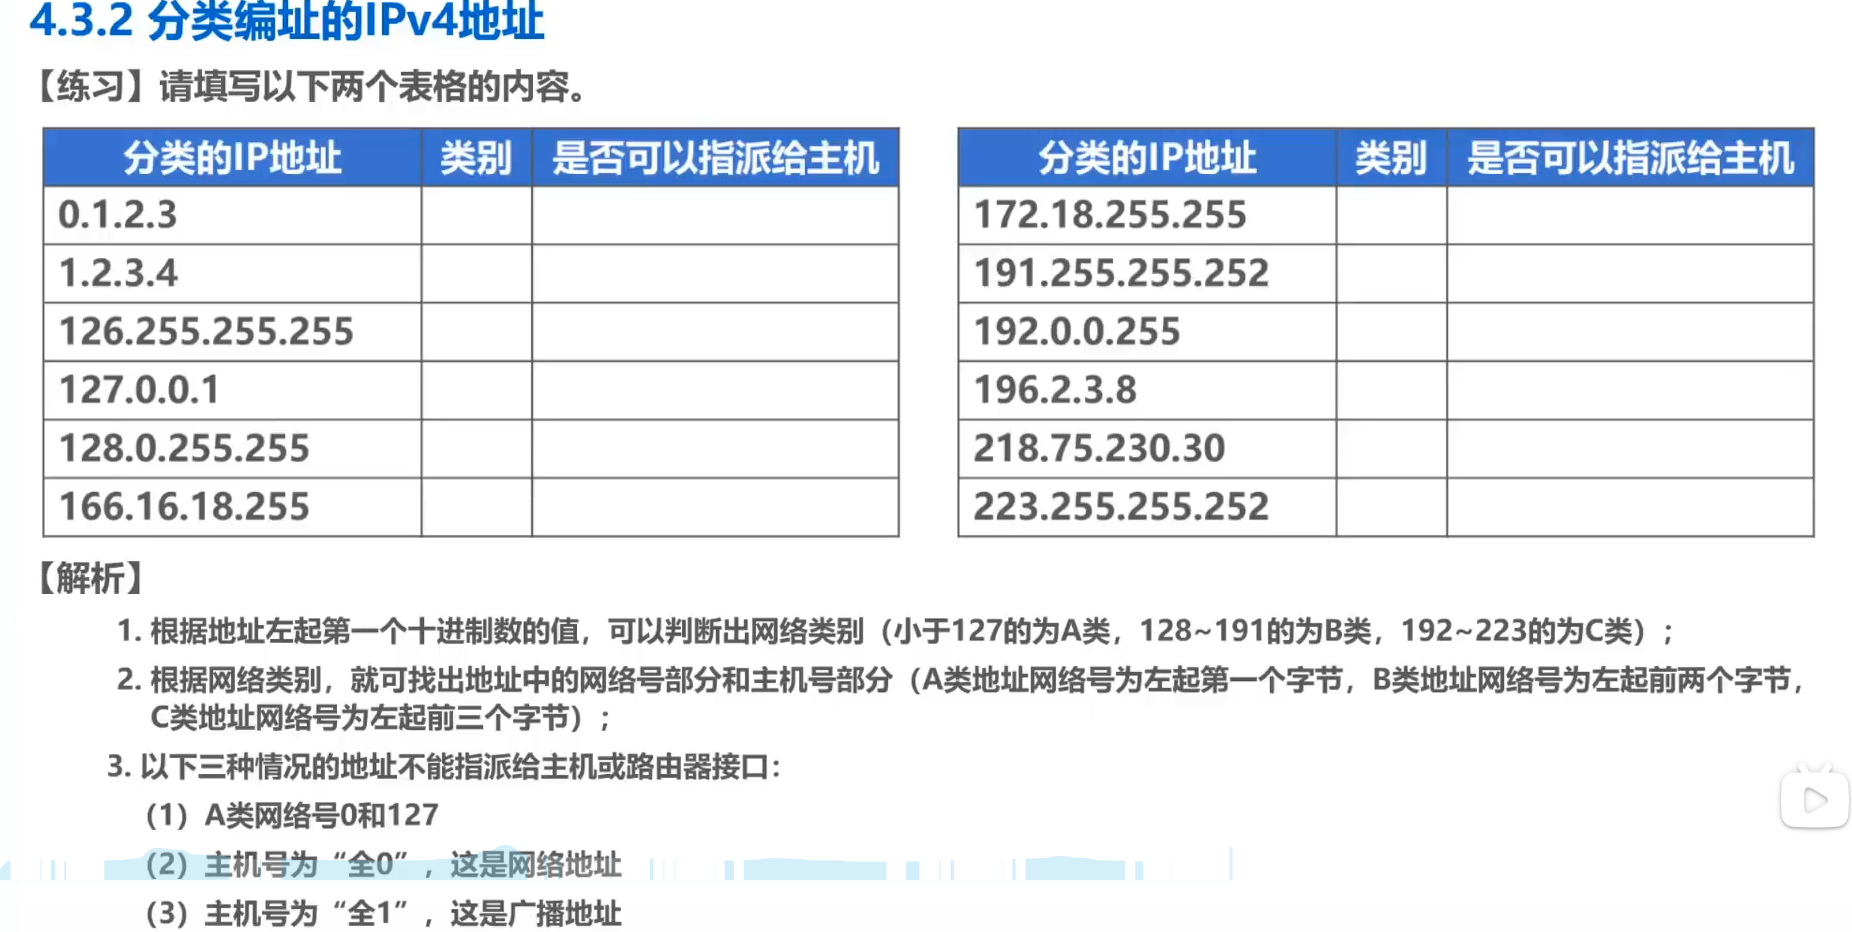 4.3.2 分类编址的IPv4地址
【练习】请填写以下两个表格的内容。
分类的IP地址 类别 是否可以指派给主机
0.1.2.3
1.2.3.4
126.255.255.255
127.0.0.1
128.0.255.255
166.16.18.255
分类的IP地址 类别 是否可以指派给主机
172.18.255.255
191.255.255.252
192.0.0.255
196.2.3.8
218.75.230.30
223.255.255.252
【解析】
1. 根据地址左起第一个十进制数的值，可以判断出网络类别（小于127的为A类，128~191的为B类，192~223的为C类）；
2. 根据网络类别，就可找出地址中的网络号部分和主机号部分（A类地址网络号为左起第一个字节，B类地址网络号为左起前两个字节，
C类地址网络号为左起前三个字节）；
3. 以下三种情况的地址不能指派给主机或路由器接口：
（1）A类网络号0和127
（2）主机号为“全0”，这是网络地址
（3）主机号为“全1”，这是广播地址